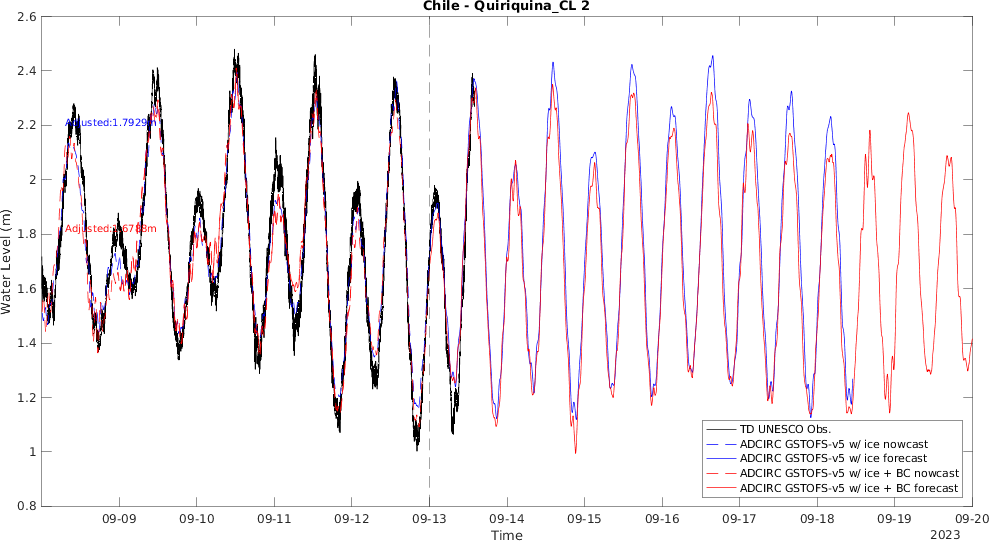 Chile - Quiriquina_CL 2
Water Level (m)
2.6
2.4
2.2
2
1.8
1.6
1.4
1.2
1
0.8
Adjusted:1.7929m
TD UNESCO Obs.
ADCIRC GSTOFS-v5 w/ ice nowcast
ADCIRC GSTOFS-v5 w/ ice forecast
ADCIRC GSTOFS-v5 w/ ice + BC nowcast
ADCIRC GSTOFS-v5 w/ ice + BC forecast
09-09 09-10 09-11 09-12 09-13 09-14 09-15 09-16 09-17 09-18 09-19 09-20
Time
2023